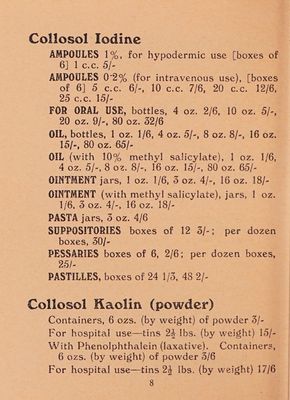 Collosol Iodine
AMPOULES 1%, for hypodermic use [boxes of
6] 1 c.c. 5/-
AMPOULES 0·2% (for intravenous use), [boxes
of 6] 5 c.c. 6/-, 10 c.c. 7/6, 20 c.c. 12/6,
25 c.c. 15/-
FOR ORAL USE, bottles, 4 oz. 2/6, 10 oz. 5/-,
20 oz. 9/-, 80 oz. 32/6
OIL, bottles, 1 oz. 1/6, 4 oz. 5/-, 8 oz. 8/-, 16 oz.
15/-, 80 oz. 65/-
OIL (with 10% methyl salicylate), 1 oz. 1/6,
4 oz. 5/-, 8 oz. 8/-, 16 oz. 15/-, 80 oz. 65/-
OINTMENT jars, 1 oz. 1/6, 3 oz. 4/-, 16 oz. 18/-
OINTMENT (with methyl salicylate), jars, 1 oz.
1/6, 3 oz. 4/-, 16 oz. 18/-
PASTA jars, 3 oz. 4/6
SUPPOSITORIES boxes of 12 3/-; per dozen
boxes, 30/-
PESSARIES boxes of 6, 2/6; per dozen boxes,
25/-
PASTILLES, boxes of 24 1/3, 48 2/-
Collosol Kaolin (powder)
Containers, 6 ozs. (by weight) of powder 3/-
For hospital use—tins 2½ lbs. (by weight) 15/-
With Phenolphthalein (laxative). Containers,
6 ozs. (by weight) of powder 3/6
For hospital use—tins 2½ lbs. (by weight) 17/6
8